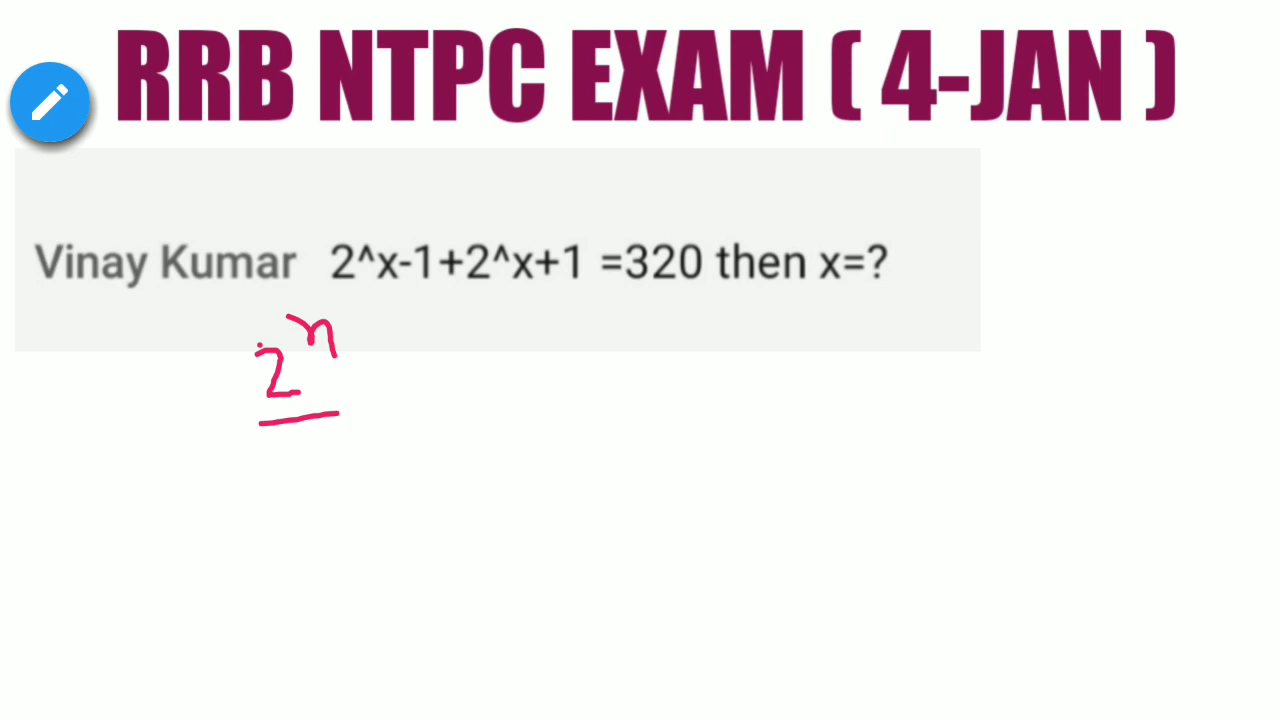 RRB NTPC EXAM ( 4-JAN )
Vinay Kumar 2^x-1+2^x+1 =320 then x=?
2^x